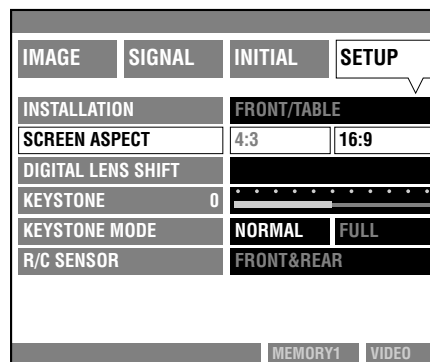 IMAGE SIGNAL INITIAL SETUP
INSTALLATION FRONT/TABLE
SCREEN ASPECT 4:3 16:9
DIGITAL LENS SHIFT
KEYSTONE 0
KEYSTONE MODE NORMAL FULL
R/C SENSOR FRONT&REAR
MEMORY1 VIDEO